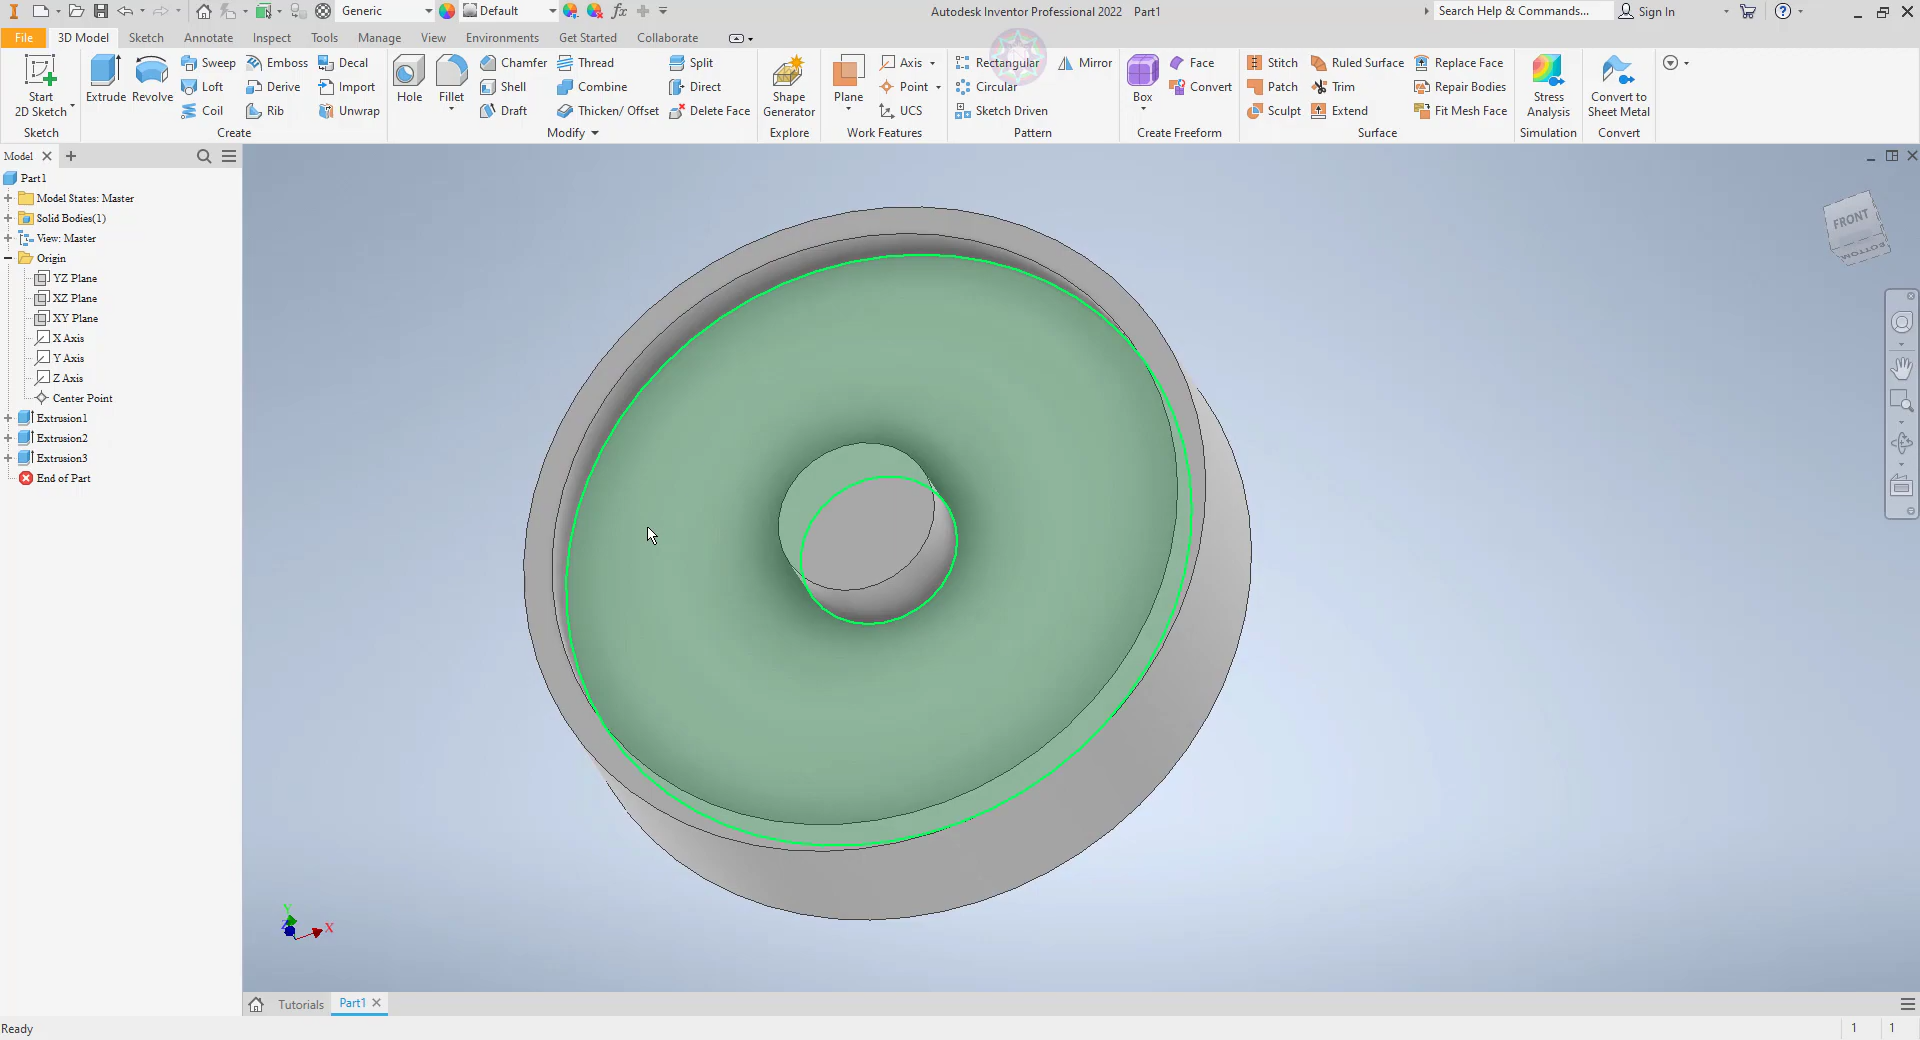 Generic
Default
fx
Autodesk Inventor Professional 2022 Part1
Search Help & Commands...
Sign In
File
3D Model
Sketch
Annotate
Inspect
Tools
Manage
View
Environments
Get Started
Collaborate
Start
2D Sketch
Sketch
Extrude
Revolve
Sweep
Loft
Coil
Emboss
Derive
Rib
Decal
Import
Unwrap
Create
Hole
Fillet
Chamfer
Shell
Draft
Thread
Combine
Thicken/ Offset
Split
Direct
Delete Face
Modify
Shape
Generator
Explore
Plane
Axis
Point
UCS
Work Features
Rectangular
Circular
Sketch Driven
Mirror
Pattern
Box
Face
Convert
Create Freeform
Stitch
Patch
Sculpt
Ruled Surface
Trim
Extend
Replace Face
Repair Bodies
Fit Mesh Face
Surface
Stress
Analysis
Simulation
Convert to
Sheet Metal
Convert
Model
Part1
Model States: Master
Solid Bodies(1)
View: Master
Origin
YZ Plane
XZ Plane
XY Plane
X Axis
Y Axis
Z Axis
Center Point
Extrusion1
Extrusion2
Extrusion3
End of Part
FRONT
BOTTOM
Y
Z
X
Tutorials
Part1
Ready
1
1